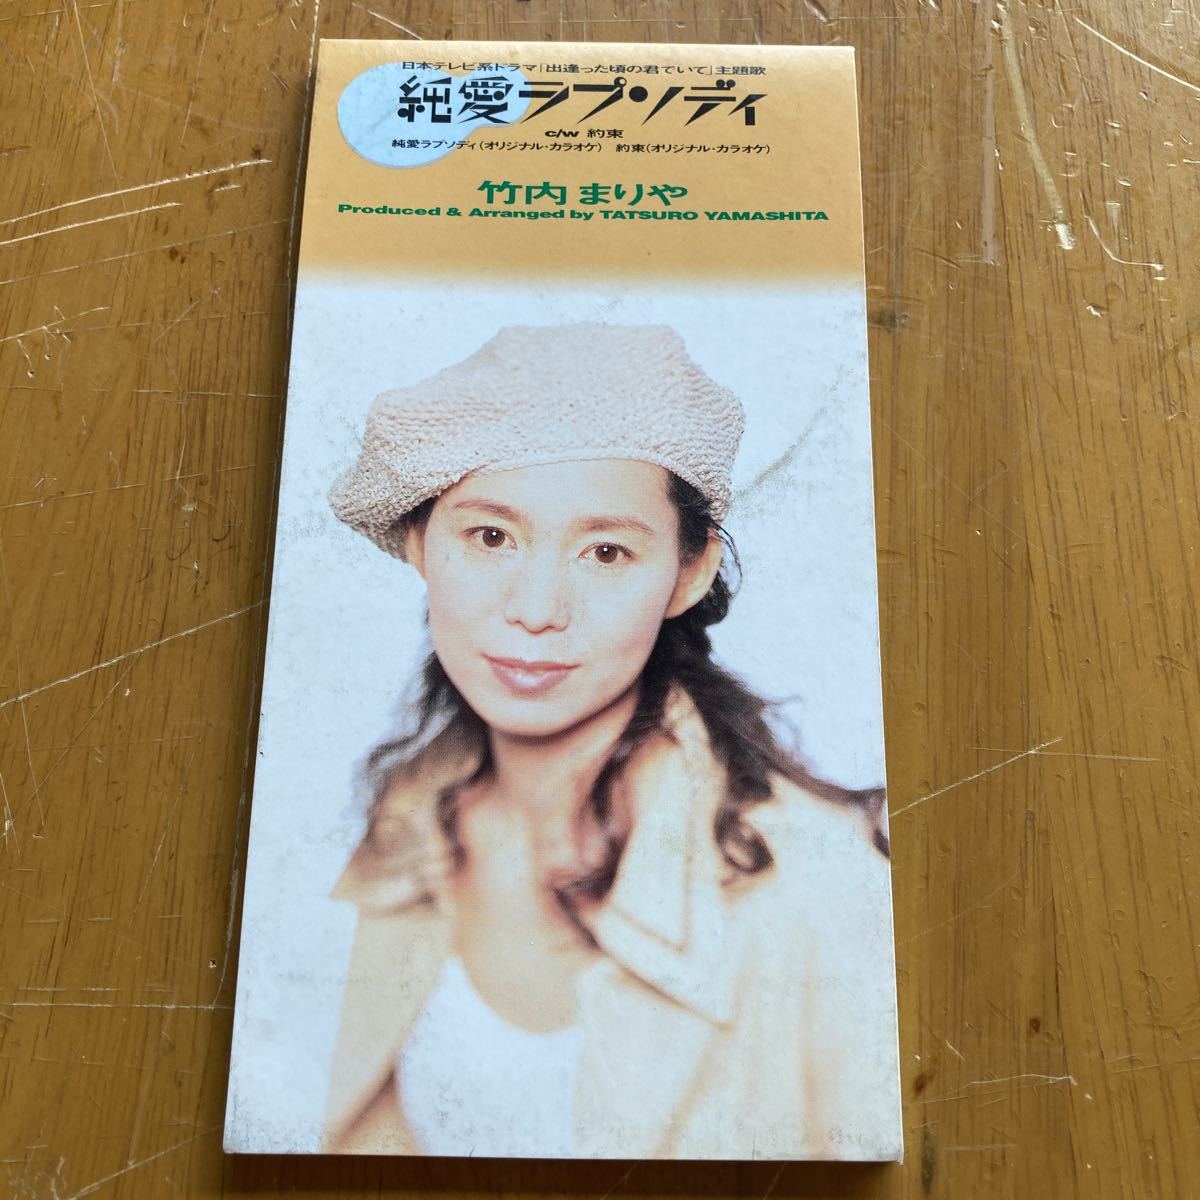 日本テレビ系ドラマ「出逢った頃の君でいて」主題歌
純愛ラプソディ
c/w 約束
純愛ラプソディ(オリジナル・カラオケ) 約束(オリジナル・カラオケ)
竹内まりや
Produced & Arranged by TATSURO YAMASHITA